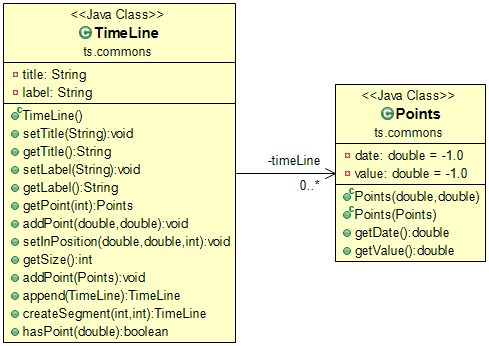 <<Java Class>>
TimeLine
ts.commons
title: String
label: String
TimeLine()
setTitle(String):void
getTitle():String
setLabel(String):void
getLabel():String
getPoint(int):Points
addPoint(double,double):void
setInPosition(double,double,int):void
getSize():int
addPoint(Points):void
append(TimeLine):TimeLine
createSegment(int,int):TimeLine
hasPoint(double):boolean
-timeLine
0..*
<<Java Class>>
Points
ts.commons
date: double = -1.0
value: double = -1.0
Points(double,double)
Points(Points)
getDate():double
getValue():double